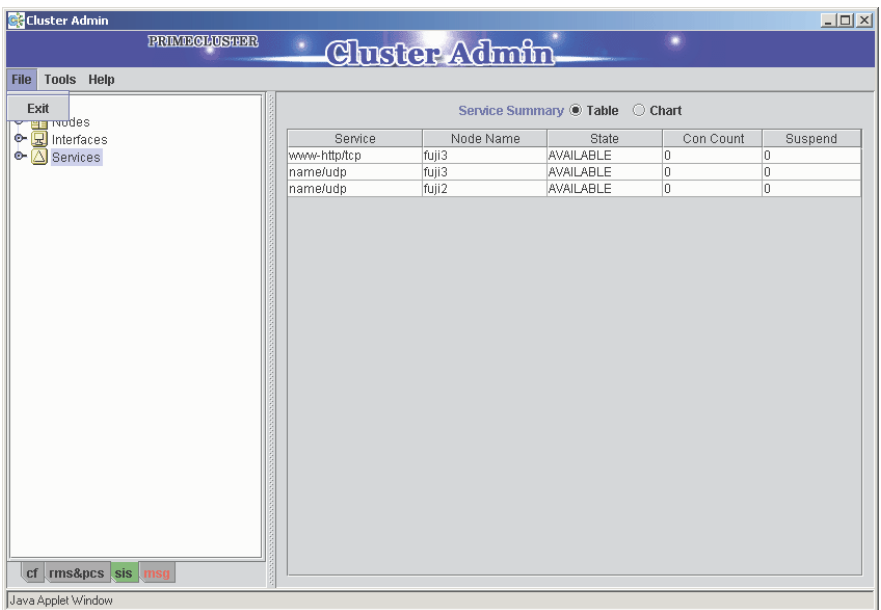 Cluster Admin
PRIMECLUSTER
Cluster Admin
File Tools Help
Exit
Nodes
Interfaces
Services
Service Summary Table Chart
Service Node Name State Con Count Suspend
www-http/tcp fuji3 AVAILABLE 0 0
name/udp fuji3 AVAILABLE 0 0
name/udp fuji2 AVAILABLE 0 0
cf rms&pcs sis msg
Java Applet Window